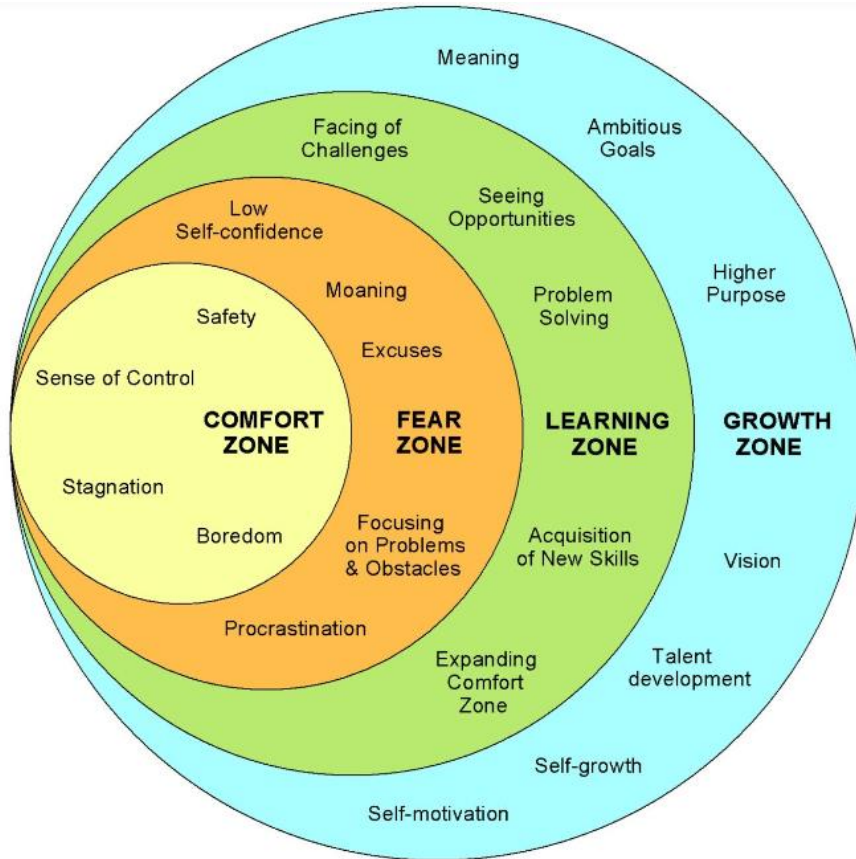 Meaning
Ambitious
Goals
Higher
Purpose
GROWTH
ZONE
Vision
Talent
development
Self-growth
Self-motivation
Facing of
Challenges
Seeing
Opportunities
Problem
Solving
LEARNING
ZONE
Acquisition
of New Skills
Expanding
Comfort
Zone
Low
Self-confidence
Moaning
Excuses
FEAR
ZONE
Focusing
on Problems
& Obstacles
Procrastination
Safety
Sense of Control
COMFORT
ZONE
Stagnation
Boredom